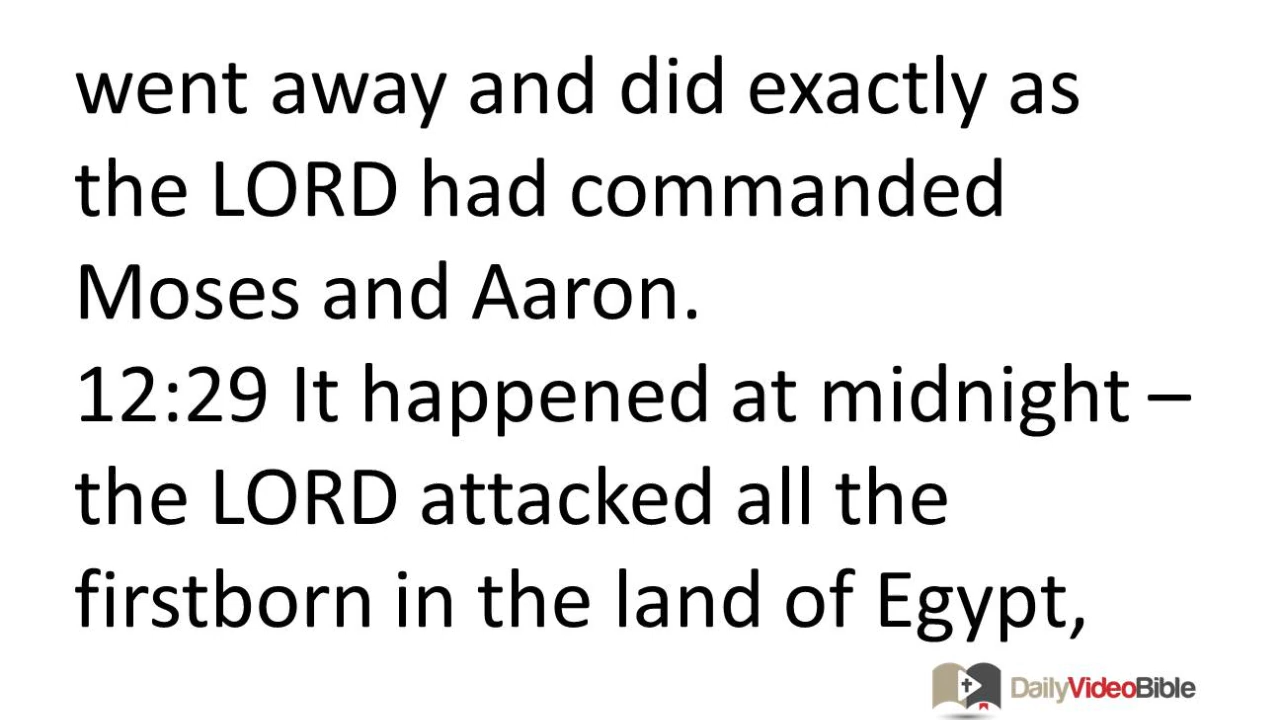 went away and did exactly as
the LORD had commanded
Moses and Aaron.
12:29 It happened at midnight –
the LORD attacked all the
firstborn in the land of Egypt,
DailyVideoBible